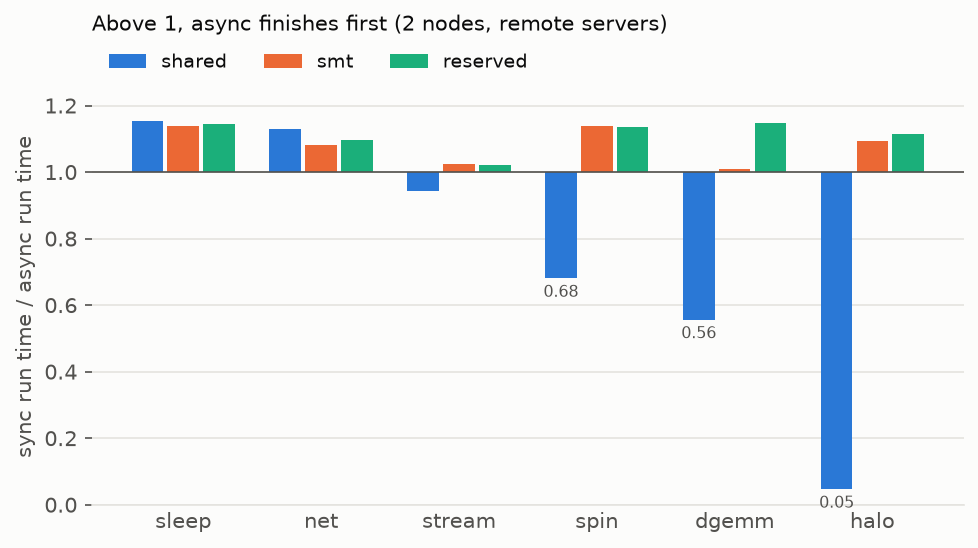 Above 1, async finishes first (2 nodes, remote servers)
shared smt reserved
sync run time / async run time
1.2
1.0
0.8
0.6
0.4
0.2
0.0
0.68
0.56
0.05
sleep net stream spin dgemm halo